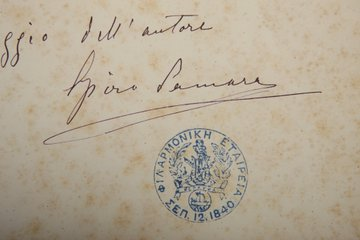 ggio dell'autore
Spiro Samara
ΦΙΛΑΡΜΟΝΙΚΗ ΕΤΑΙΡΕΙΑ
ΣΕΠ. 12. 1840.